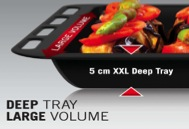 LARGE VOLUME
5 cm XXL Deep Tray
DEEP TRAY
LARGE VOLUME